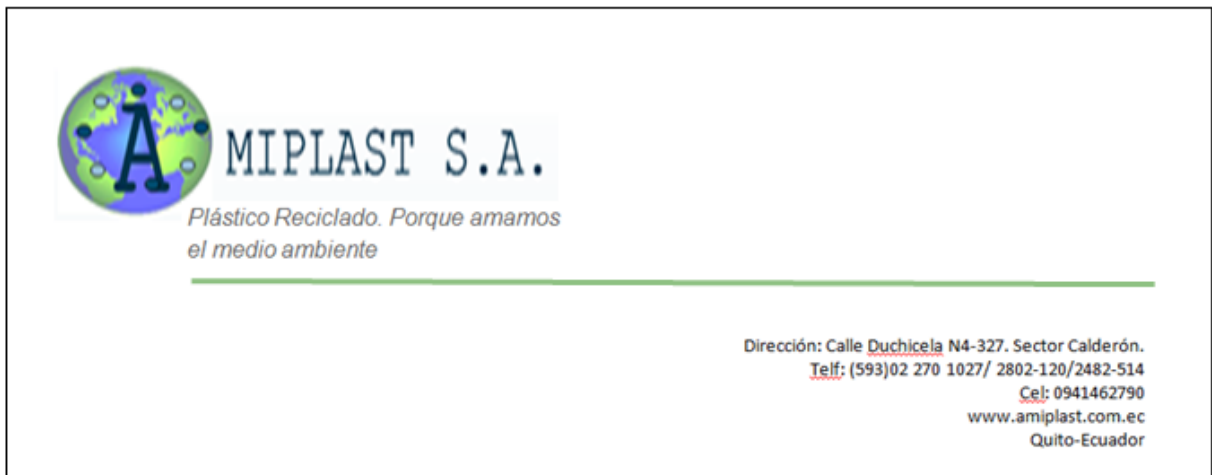 AMIPLAST S.A.
Plástico Reciclado. Porque amamos
el medio ambiente
Dirección: Calle Duchicela N4-327. Sector Calderón.
Telf: (593)02 270 1027/ 2802-120/2482-514
Cel: 0941462790
www.amiplast.com.ec
Quito-Ecuador